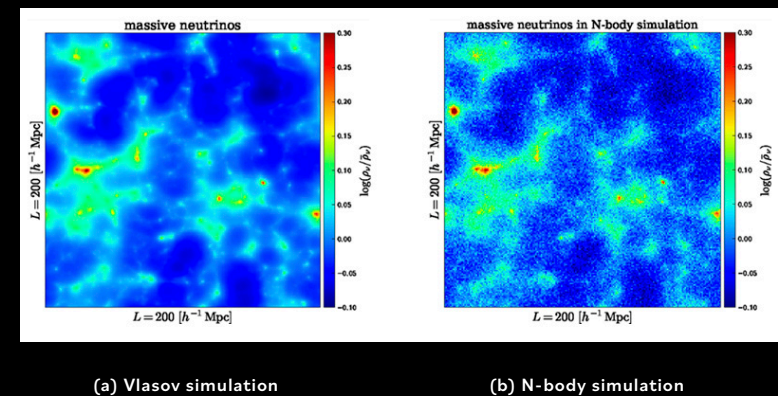 massive neutrinos
0.30
0.20
0.20
0.15
0.10
0.05
0.00
−0.05
−0.10
log(ρν/ρ̄ν)
L = 200 [h⁻¹ Mpc]
L = 200 [h⁻¹ Mpc]
massive neutrinos in N-body simulation
0.30
0.20
0.20
0.15
0.10
0.05
0.00
−0.05
−0.10
log(ρν/ρ̄ν)
L = 200 [h⁻¹ Mpc]
L = 200 [h⁻¹ Mpc]
(a) Vlasov simulation
(b) N-body simulation